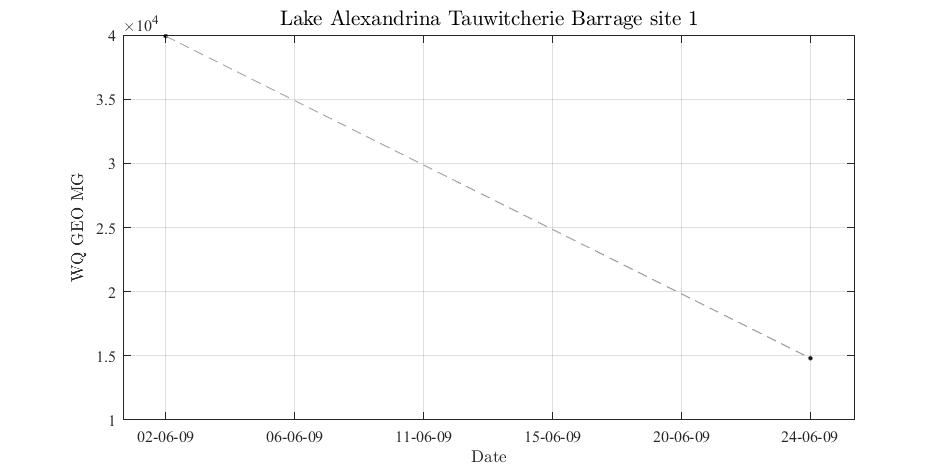 Lake Alexandrina Tauwitcherie Barrage site 1
×10⁴
4
3.5
3
2.5
2
1.5
1
WQ GEO MG
02-06-09 06-06-09 11-06-09 15-06-09 20-06-09 24-06-09
Date